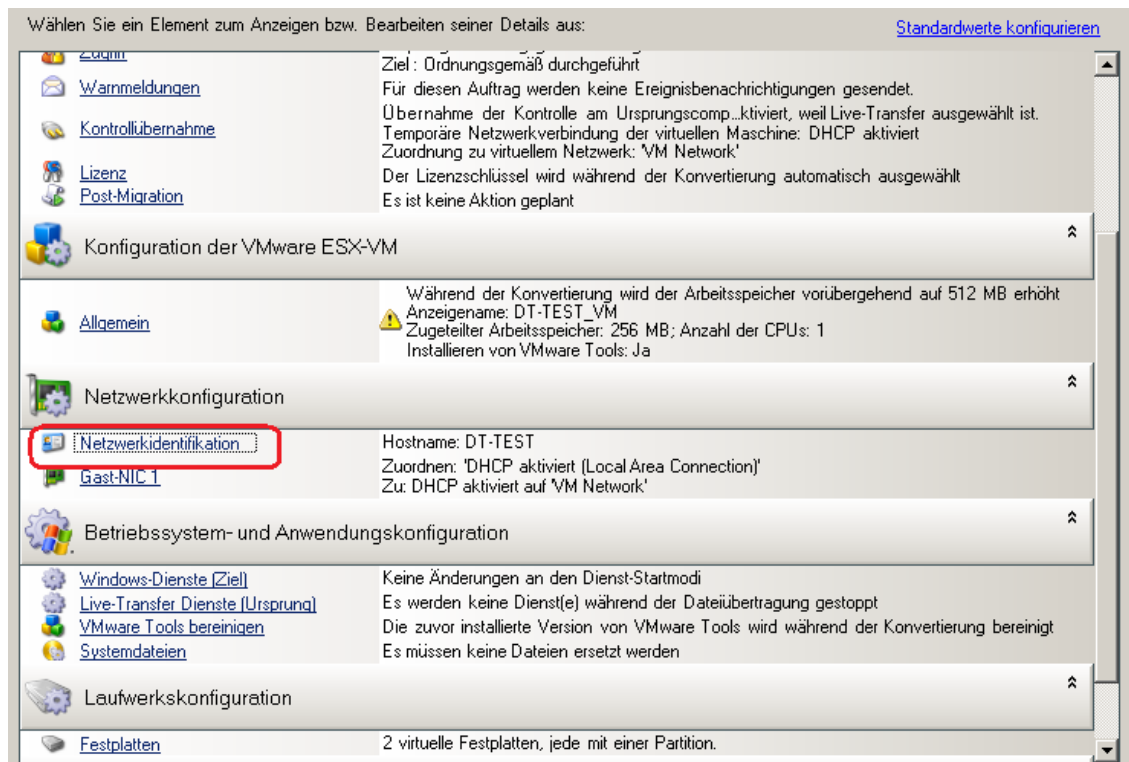 Wählen Sie ein Element zum Anzeigen bzw. Bearbeiten seiner Details aus:
Standardwerte konfigurieren
Zugriff
Ziel : Ordnungsgemäß durchgeführt
Warnmeldungen
Für diesen Auftrag werden keine Ereignisbenachrichtigungen gesendet.
Kontrollübernahme
Übernahme der Kontrolle am Ursprungscomp...ktiviert, weil Live-Transfer ausgewählt ist.
Temporäre Netzwerkverbindung der virtuellen Maschine: DHCP aktiviert
Zuordnung zu virtuellem Netzwerk: 'VM Network'
Lizenz
Der Lizenzschlüssel wird während der Konvertierung automatisch ausgewählt
Post-Migration
Es ist keine Aktion geplant
Konfiguration der VMware ESX-VM
Allgemein
Während der Konvertierung wird der Arbeitsspeicher vorübergehend auf 512 MB erhöht
Anzeigename: DT-TEST_VM
Zugeteilter Arbeitsspeicher: 256 MB; Anzahl der CPUs: 1
Installieren von VMware Tools: Ja
Netzwerkkonfiguration
Netzwerkidentifikation
Hostname: DT-TEST
Gast-NIC 1
Zuordnen: 'DHCP aktiviert (Local Area Connection)'
Zu: DHCP aktiviert auf 'VM Network'
Betriebssystem- und Anwendungskonfiguration
Windows-Dienste (Ziel)
Keine Änderungen an den Dienst-Startmodi
Live-Transfer Dienste (Ursprung)
Es werden keine Dienst(e) während der Dateiübertragung gestoppt
VMware Tools bereinigen
Die zuvor installierte Version von VMware Tools wird während der Konvertierung bereinigt
Systemdateien
Es müssen keine Dateien ersetzt werden
Laufwerkskonfiguration
Festplatten
2 virtuelle Festplatten, jede mit einer Partition.